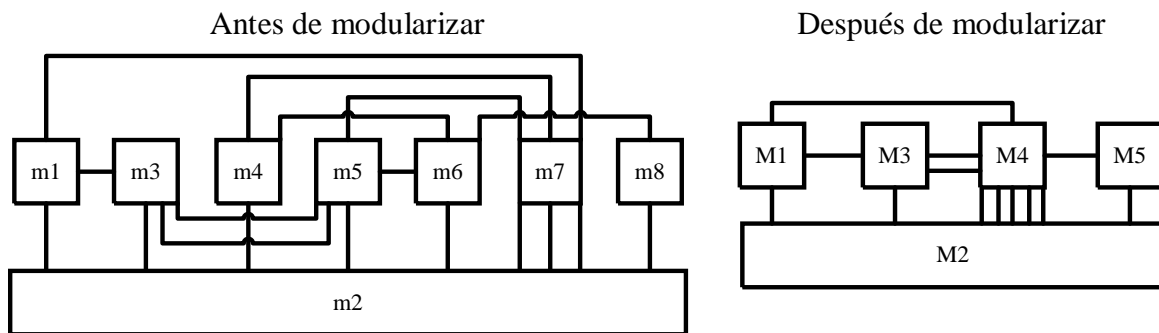 Antes de modularizar
Después de modularizar
m1 m3 m4 m5 m6 m7 m8
m2
M1 M3 M4 M5
M2